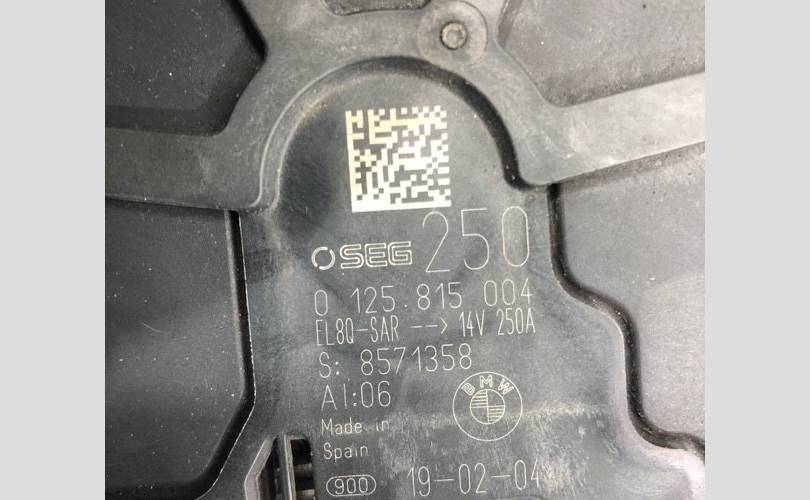 SEG 250
0 125 815 004
EL8Q-SAR --> 14V 250A
S: 8571358
AI:06
BMW
Made in
Spain
900 19-02-04